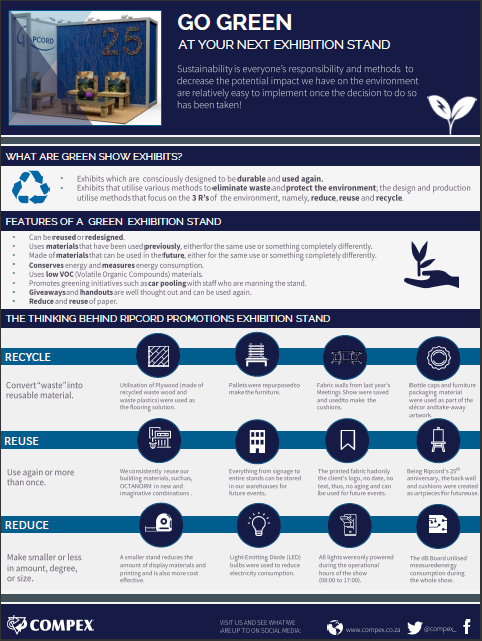 GO GREEN
AT YOUR NEXT EXHIBITION STAND
Sustainability is everyone's responsibility and methods to
decrease the potential impact we have on the environment
are relatively easy to implement once the decision to do so
has been taken!
RIPCORD
25
WHAT ARE GREEN SHOW EXHIBITS?
• Exhibits which are consciously designed to be durable and used again.
• Exhibits that utilise various methods to eliminate waste and protect the environment; the design and production
utilise methods that focus on the 3 R's of the environment, namely, reduce, reuse and recycle.
FEATURES OF A GREEN EXHIBITION STAND
• Can be reused or redesigned.
• Uses materials that have been used previously, either for the same use or something completely differently.
• Made of materials that can be used in the future, either for the same use or something completely differently.
• Conserves energy and measures energy consumption.
• Uses low VOC (Volatile Organic Compounds) materials.
• Promotes greening initiatives such as car pooling with staff who are manning the stand.
• Giveaways and handouts are well thought out and can be used again.
• Reduce and reuse of paper.
THE THINKING BEHIND RIPCORD PROMOTIONS EXHIBITION STAND
RECYCLE
Convert "waste" into
reusable material.
Utilisation of Plywood (made of
recycled waste wood and
waste plastics) were used as
the flooring solution.
Pallets were repurposed to
make the furniture.
Fabric walls from last year's
Meetings Show were saved
and used to make the
cushions.
Bottle caps and furniture
packaging material
were used as part of the
décor and take-away
artwork.
REUSE
Use again or more
than once.
We consistently reuse our
building materials, such as,
OCTANORM in new and
imaginative combinations .
Everything from signage to
entire stands can be stored
in our warehouses for
future events.
The printed fabric had only
the client's logo, no date, no
text, thus, no aging and can
be used for future events.
Being Ripcord's 25th
anniversary, the back wall
and cushions were created
as art pieces for future use.
REDUCE
Make smaller or less
in amount, degree,
or size.
A smaller stand reduces the
amount of display materials and
printing and is also more cost
effective.
Light-Emitting Diode (LED)
bulbs were used to reduce
electricity consumption.
All lights were only powered
during the operational
hours of the show
(08:00 to 17:00).
The dB Board utilised
measured energy
consumption during
the whole show.
COMPEX
VISIT US AND SEE WHAT WE
ARE UP TO ON SOCIAL MEDIA:
www.compex.co.za
@compex_